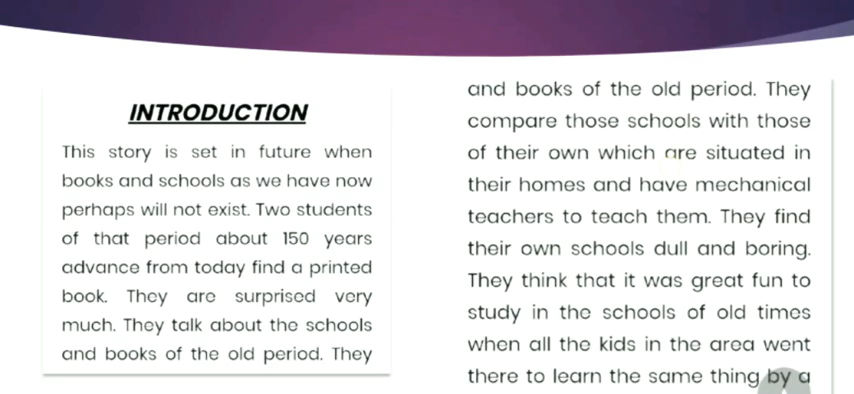 INTRODUCTION
This story is set in future when
books and schools as we have now
perhaps will not exist. Two students
of that period about 150 years
advance from today find a printed
book. They are surprised very
much. They talk about the schools
and books of the old period. They
and books of the old period. They
compare those schools with those
of their own which are situated in
their homes and have mechanical
teachers to teach them. They find
their own schools dull and boring.
They think that it was great fun to
study in the schools of old times
when all the kids in the area went
there to learn the same thing by a